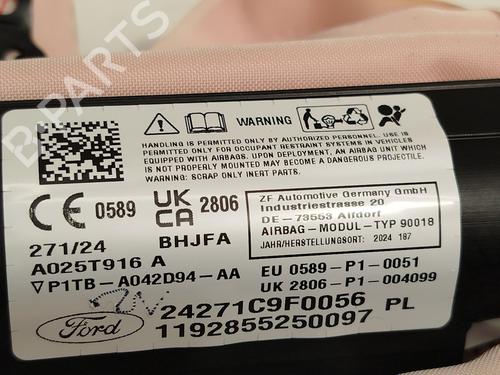 B-PARTS
WARNING
HANDLING IS PERMITTED ONLY BY AUTHORIZED PERSONNEL. USE IS
PERMITTED ONLY FOR OCCUPANT RESTRAINT SYSTEMS IN VEHICLES
EQUIPPED WITH AIRBAGS. UPON DEPLOYMENT, AN AIRBAG UNIT WHICH
IS NOT PROPERLY MOUNTED MAY BECOME A DANGEROUS PROJECTILE.
WARNING: SCRAP ONLY INERT PARTS.
CE 0589 UK CA 2806
ZF Automotive Germany GmbH
Industriestrasse 20
DE-73553 Alfdorf
AIRBAG-MODUL-TYP 90018
JAHR/HERSTELLUNGSORT: 2024 187
271/24 BHJFA
A025T916 A
▽P1TB-A042D94-AA
EU 0589-P1-0051
UK 2806-P1-004099
24271C9F0056
Ford
1192855250097 PL